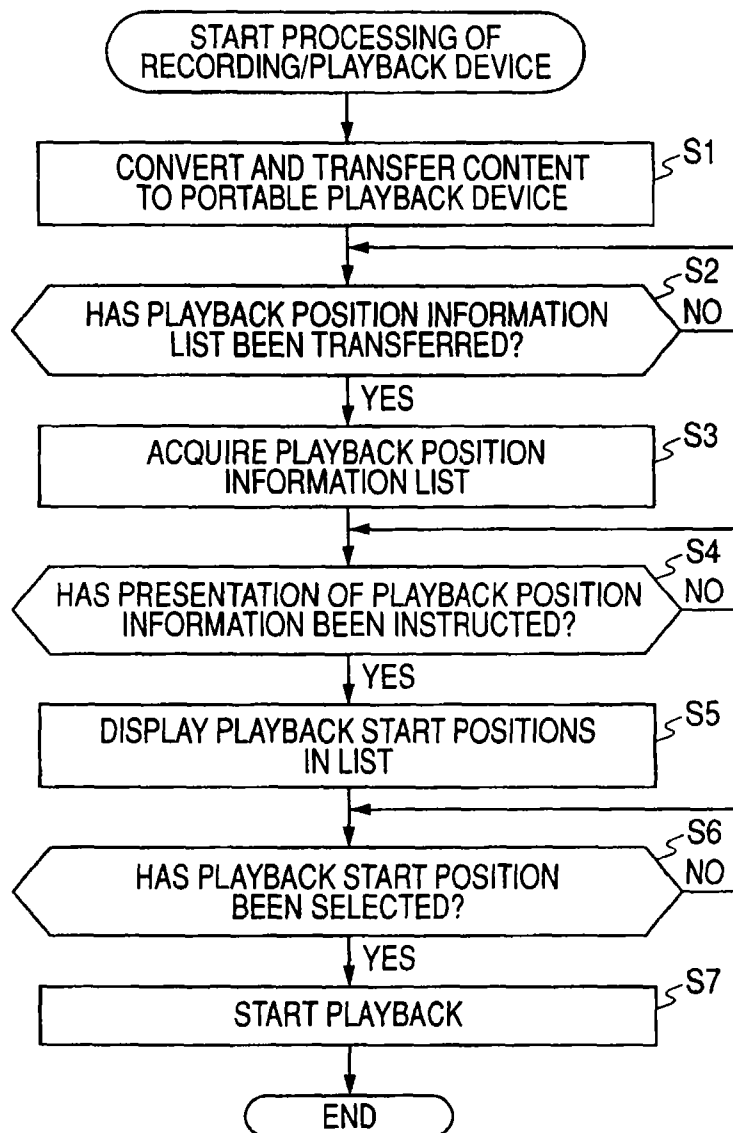 START PROCESSING OF
RECORDING/PLAYBACK DEVICE
S1
CONVERT AND TRANSFER CONTENT
TO PORTABLE PLAYBACK DEVICE
S2
HAS PLAYBACK POSITION INFORMATION
LIST BEEN TRANSFERRED?
NO
YES
S3
ACQUIRE PLAYBACK POSITION
INFORMATION LIST
S4
HAS PRESENTATION OF PLAYBACK POSITION
INFORMATION BEEN INSTRUCTED?
NO
YES
S5
DISPLAY PLAYBACK START POSITIONS
IN LIST
S6
HAS PLAYBACK START POSITION
BEEN SELECTED?
NO
YES
S7
START PLAYBACK
END